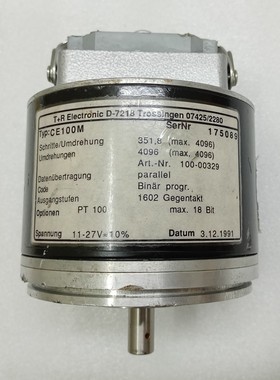 T+R Electronic D-7218 Trossingen 07425/2280
Typ: CE100M SerNr 175089
Schritte/Umdrehung 351,6 (max. 4096)
Umdrehungen 4096 (max. 4096)
Art.-Nr. 100-00329
Datenübertragung parallel
Code Binär progr.
Ausgangstufen 1602 Gegentakt
Optionen PT 100 max. 18 Bit
Spannung 11-27V 10% Datum 3.12.1991